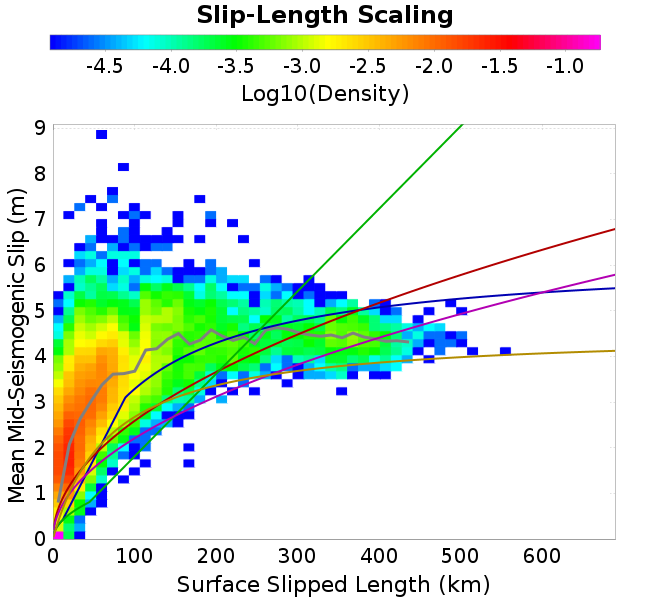 Slip-Length Scaling
-4.5 -4.0 -3.5 -3.0 -2.5 -2.0 -1.5 -1.0
Log10(Density)
9
8
7
6
5
4
3
2
1
0
Mean Mid-Seismogenic Slip (m)
0 100 200 300 400 500 600
Surface Slipped Length (km)